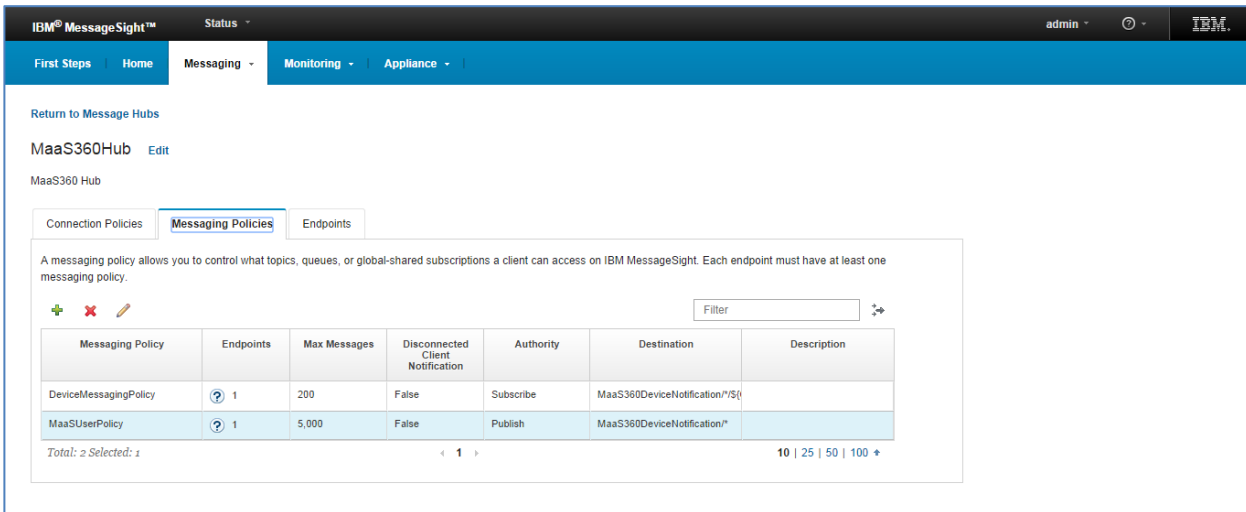 IBM® MessageSight™ Status admin IBM.
First Steps Home Messaging Monitoring Appliance
Return to Message Hubs
MaaS360Hub Edit
MaaS360 Hub
Connection Policies Messaging Policies Endpoints
A messaging policy allows you to control what topics, queues, or global-shared subscriptions a client can access on IBM MessageSight. Each endpoint must have at least one
messaging policy.
Filter
Messaging Policy Endpoints Max Messages Disconnected Client Notification Authority Destination Description
DeviceMessagingPolicy ? 1 200 False Subscribe MaaS360DeviceNotification/*/${
MaaSUserPolicy ? 1 5,000 False Publish MaaS360DeviceNotification/*
Total: 2 Selected: 1 1 10 | 25 | 50 | 100